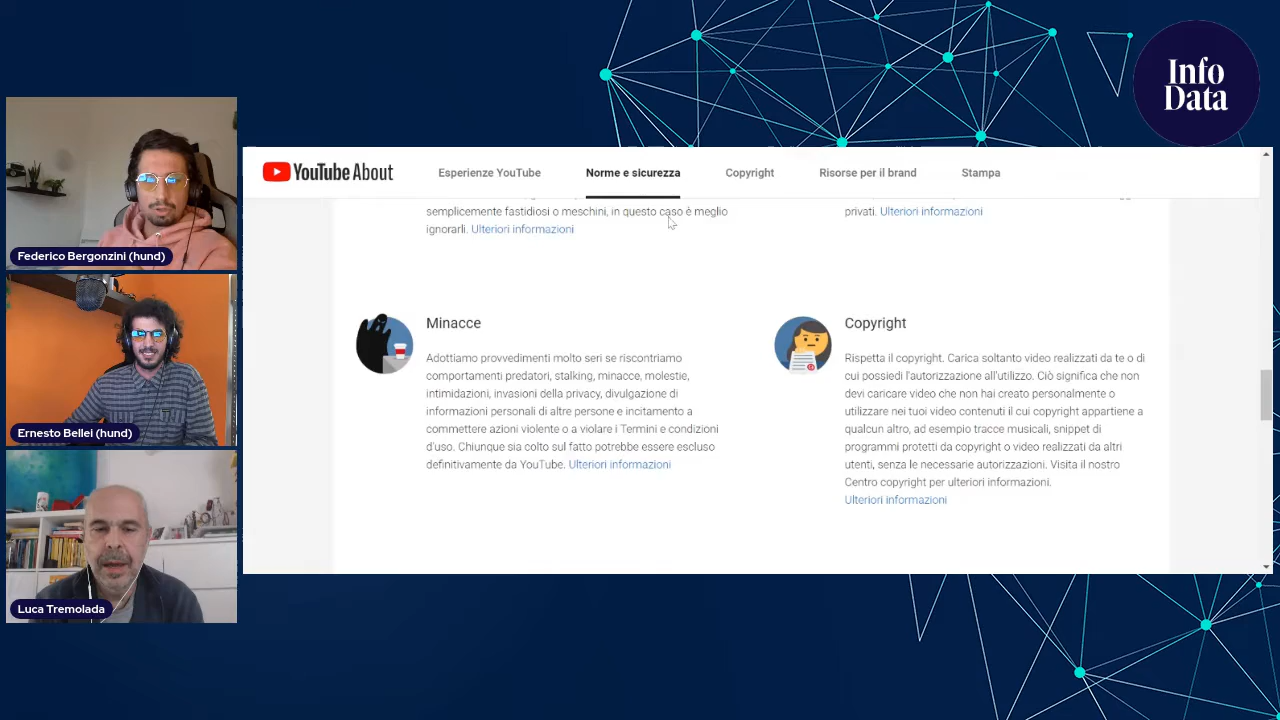 Info
Data
YouTube About
Esperienze YouTube
Norme e sicurezza
Copyright
Risorse per il brand
Stampa
semplicemente fastidiosi o meschini, in questo caso è meglio
ignorarli. Ulteriori informazioni
privati. Ulteriori informazioni
Minacce
Adottiamo provvedimenti molto seri se riscontriamo
comportamenti predatori, stalking, minacce, molestie,
intimidazioni, invasioni della privacy, divulgazione di
informazioni personali di altre persone e incitamento a
commettere azioni violente o a violare i Termini e condizioni
d'uso. Chiunque sia colto sul fatto potrebbe essere escluso
definitivamente da YouTube. Ulteriori informazioni
Copyright
Rispetta il copyright. Carica soltanto video realizzati da te o di
cui possiedi l'autorizzazione all'utilizzo. Ciò significa che non
devi caricare video che non hai creato personalmente o
utilizzare nei tuoi video contenuti il cui copyright appartiene a
qualcun altro, ad esempio tracce musicali, snippet di
programmi protetti da copyright o video realizzati da altri
utenti, senza le necessarie autorizzazioni. Visita il nostro
Centro copyright per ulteriori informazioni.
Ulteriori informazioni
Federico Bergonzini (hund)
Ernesto Bellei (hund)
Luca Tremolada